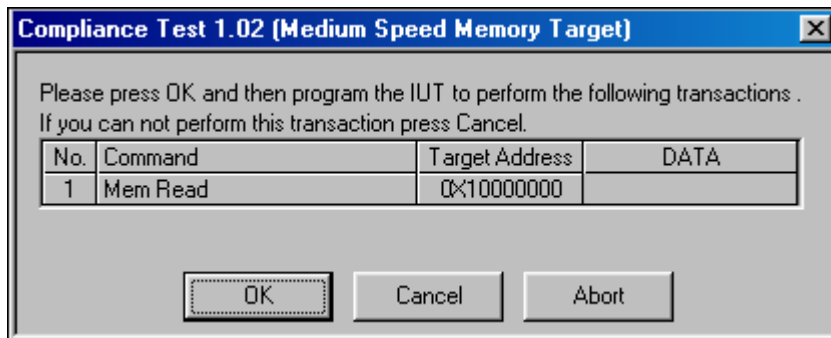 Compliance Test 1.02 (Medium Speed Memory Target)
Please press OK and then program the IUT to perform the following transactions .
If you can not perform this transaction press Cancel.
No. Command Target Address DATA
1 Mem Read 0X10000000
OK Cancel Abort